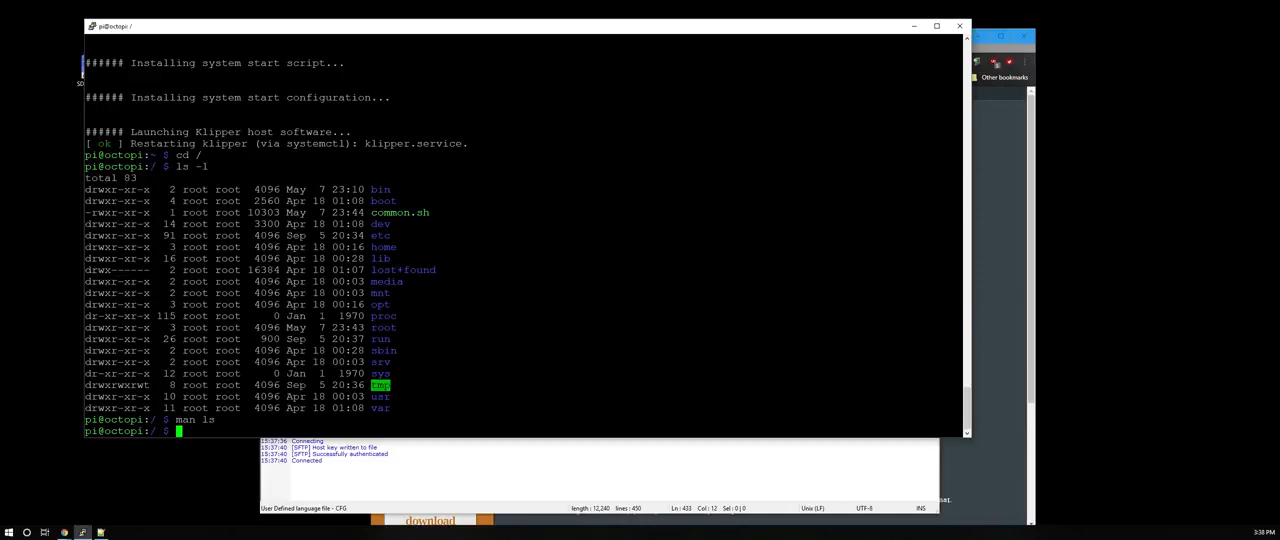 pi@octopi: /
###### Installing system start script...
###### Installing system start configuration...
###### Launching Klipper host software...
[ ok ] Restarting klipper (via systemctl): klipper.service.
pi@octopi:~ $ cd /
pi@octopi:/ $ ls -l
total 83
drwxr-xr-x 2 root root 4096 May 7 23:10 bin
drwxr-xr-x 4 root root 2560 Apr 18 01:08 boot
-rwxr-xr-x 1 root root 10303 May 7 23:44 common.sh
drwxr-xr-x 14 root root 3300 Apr 18 01:08 dev
drwxr-xr-x 91 root root 4096 Sep 5 20:34 etc
drwxr-xr-x 3 root root 4096 Apr 18 00:16 home
drwxr-xr-x 16 root root 4096 Apr 18 00:28 lib
drwx------ 2 root root 16384 Apr 18 01:07 lost+found
drwxr-xr-x 2 root root 4096 Apr 18 00:03 media
drwxr-xr-x 2 root root 4096 Apr 18 00:03 mnt
drwxr-xr-x 3 root root 4096 Apr 18 00:16 opt
dr-xr-xr-x 115 root root 0 Jan 1 1970 proc
drwxr-xr-x 3 root root 4096 May 7 23:43 root
drwxr-xr-x 26 root root 900 Sep 5 20:37 run
drwxr-xr-x 2 root root 4096 Apr 18 00:28 sbin
drwxr-xr-x 2 root root 4096 Apr 18 00:03 srv
dr-xr-xr-x 12 root root 0 Jan 1 1970 sys
drwxrwxrwt 8 root root 4096 Sep 5 20:36 tmp
drwxr-xr-x 10 root root 4096 Apr 18 00:03 usr
drwxr-xr-x 11 root root 4096 Apr 18 01:08 var
pi@octopi:/ $ man ls
pi@octopi:/ $
Other bookmarks
15:37:36 Connecting
15:37:40 [SFTP] Host key written to file
15:37:40 [SFTP] Successfully authenticated
15:37:40 Connected
User Defined language file - CFG length : 12,240 lines : 450 Ln : 433 Col : 12 Sel : 0 | 0 Unix (LF) UTF-8 INS
download
3:38 PM